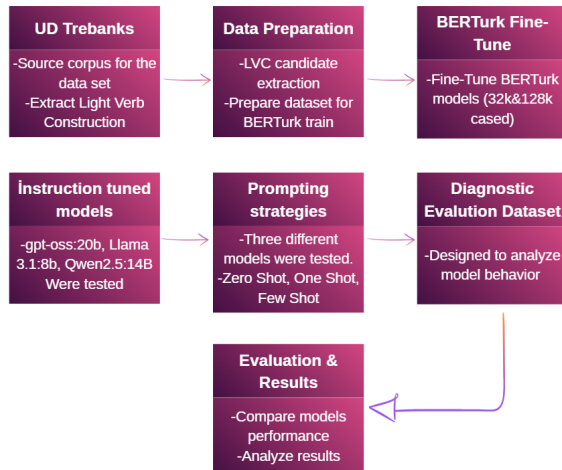 UD Trebanks
-Source corpus for the
data set
-Extract Light Verb
Construction
Data Preparation
-LVC candidate
extraction
-Prepare dataset for
BERTurk train
BERTurk Fine-
Tune
-Fine-Tune BERTurk
models (32k&128k
cased)
İnstruction tuned
models
-gpt-oss:20b, Llama
3.1:8b, Qwen2.5:14B
Were tested
Prompting
strategies
-Three different
models were tested.
-Zero Shot, One Shot,
Few Shot
Diagnostic
Evalution Dataset
-Designed to analyze
model behavior
Evaluation &
Results
-Compare models
performance
-Analyze results